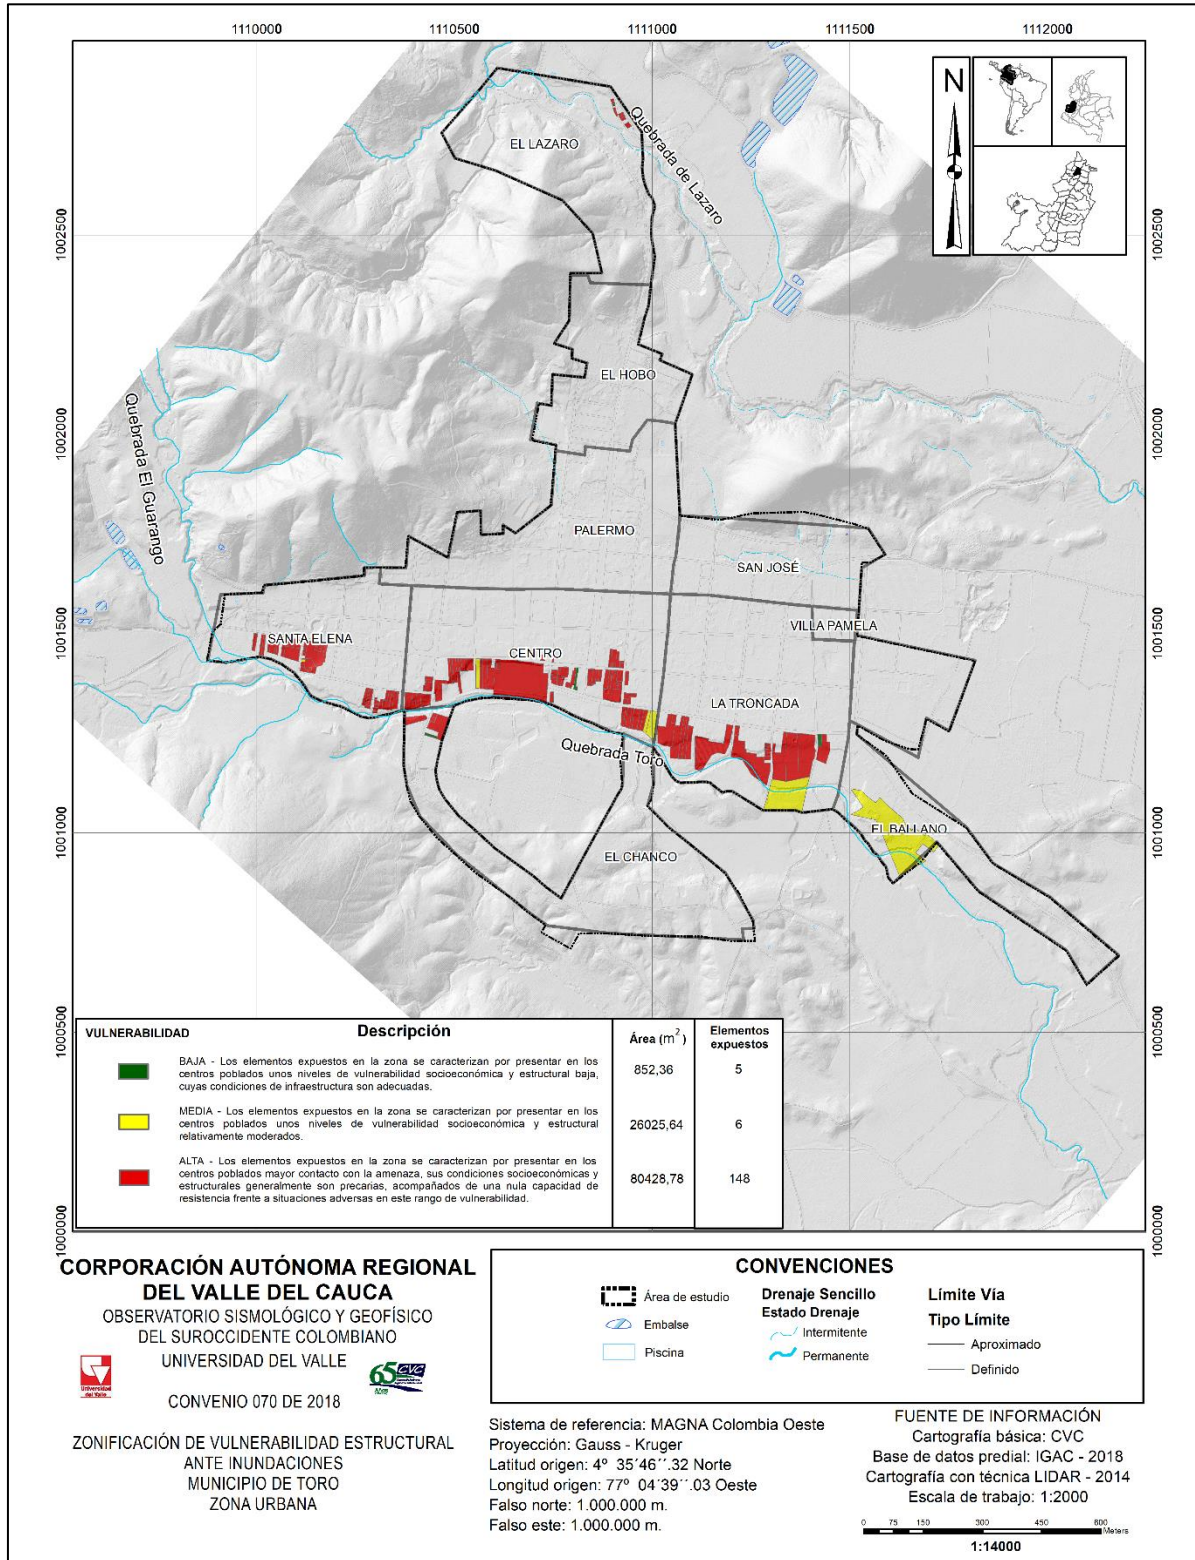 1110000 1110500 1111000 1111500 1112000
N
EL LAZARO
Quebrada de Lazaro
1002500 1002500
EL HOBO
Quebrada El Guarango
1002000 1002000
PALERMO
SAN JOSÉ
VILLA PAMELA
1001500 1001500
SANTA ELENA
CENTRO
LA TRONCADA
Quebrada Toro
EL BALLANO
1001000 1001000
EL CHANCO
1000500 1000500
VULNERABILIDAD Descripción Área (m²) Elementos
expuestos
BAJA - Los elementos expuestos en la zona se caracterizan por presentar en los
centros poblados unos niveles de vulnerabilidad socioeconómica y estructural baja,
cuyas condiciones de infraestructura son adecuadas.
852,36 5
MEDIA - Los elementos expuestos en la zona se caracterizan por presentar en los
centros poblados unos niveles de vulnerabilidad socioeconómica y estructural
relativamente moderados.
26025,64 6
ALTA - Los elementos expuestos en la zona se caracterizan por presentar en los
centros poblados mayor contacto con la amenaza, sus condiciones socioeconómicas y
estructurales generalmente son precarias, acompañados de una nula capacidad de
resistencia frente a situaciones adversas en este rango de vulnerabilidad.
80428,78 148
1000000 1000000
CORPORACIÓN AUTÓNOMA REGIONAL
DEL VALLE DEL CAUCA
OBSERVATORIO SISMOLÓGICO Y GEOFÍSICO
DEL SUROCCIDENTE COLOMBIANO
UNIVERSIDAD DEL VALLE
Universidad
del Valle
65 CVC
CONVENIO 070 DE 2018
ZONIFICACIÓN DE VULNERABILIDAD ESTRUCTURAL
ANTE INUNDACIONES
MUNICIPIO DE TORO
ZONA URBANA
CONVENCIONES
Área de estudio
Embalse
Piscina
Drenaje Sencillo
Estado Drenaje
Intermitente
Permanente
Límite Vía
Tipo Límite
Aproximado
Definido
Sistema de referencia: MAGNA Colombia Oeste
Proyección: Gauss - Kruger
Latitud origen: 4º 35´46´´.32 Norte
Longitud origen: 77º 04´39´´.03 Oeste
Falso norte: 1.000.000 m.
Falso este: 1.000.000 m.
FUENTE DE INFORMACIÓN
Cartografía básica: CVC
Base de datos predial: IGAC - 2018
Cartografía con técnica LIDAR - 2014
Escala de trabajo: 1:2000
0 75 150 300 450 600
Meters
1:14000